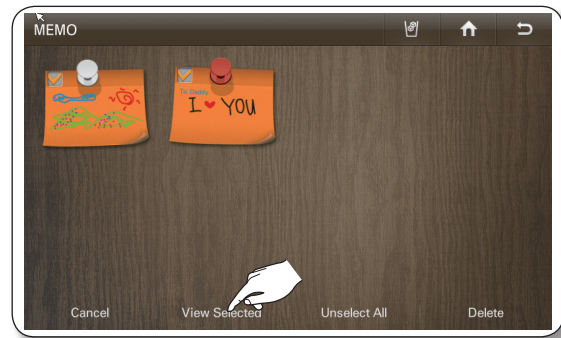 MEMO
To Daddy
I ❤ YOU
Cancel View Selected Unselect All Delete